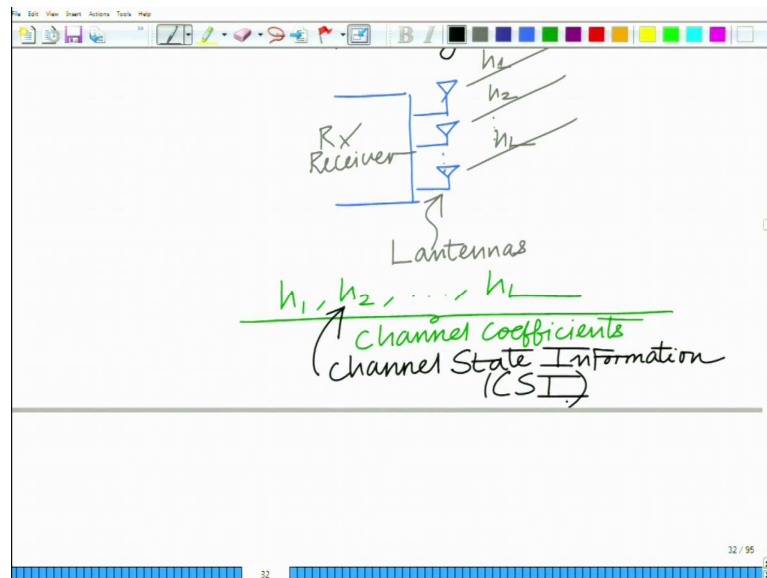 File Edit View Insert Actions Tools Help
B I
h1
h2
hL
Rx
Receiver
L antennas
h1, h2, ..., hL
Channel Coefficients
Channel State Information
(CSI)
32 / 95
32